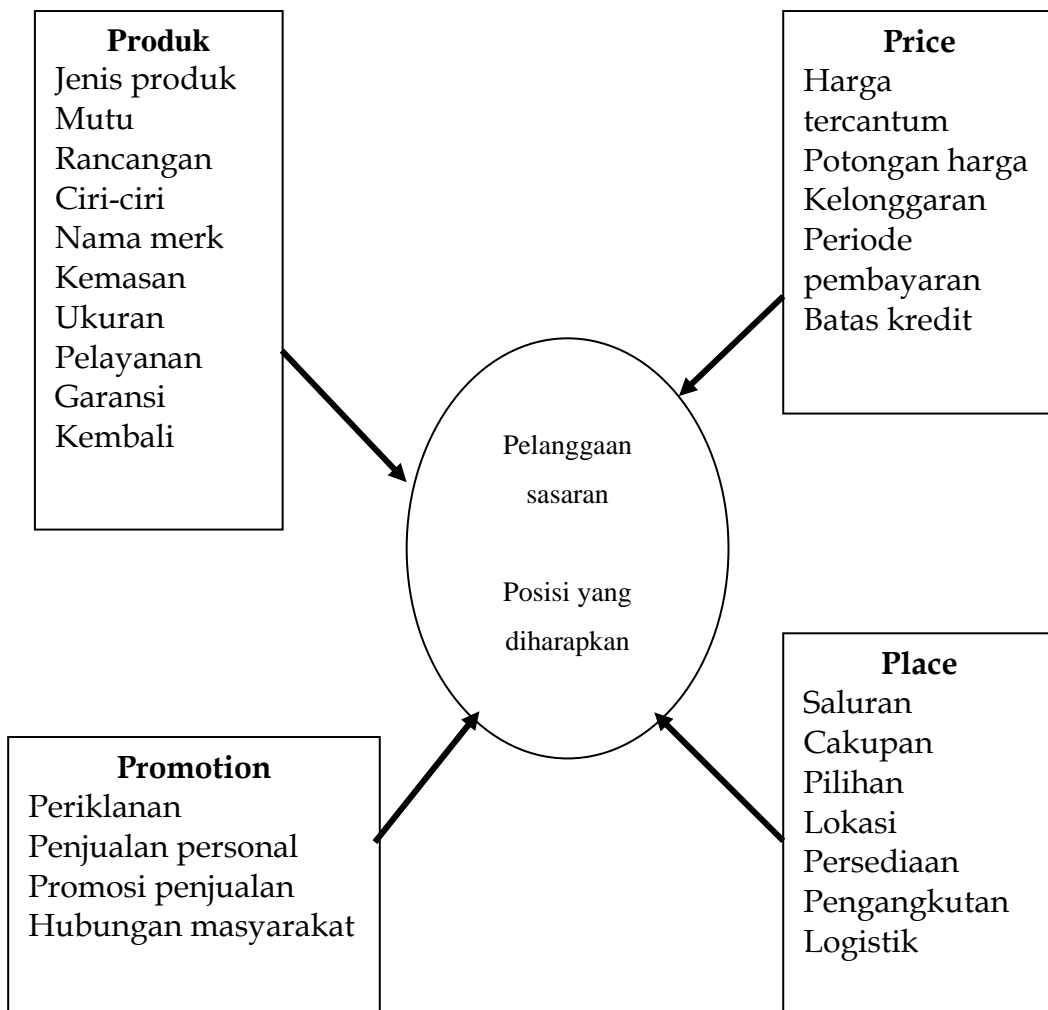 Produk
Jenis produk
Mutu
Rancangan
Ciri-ciri
Nama merk
Kemasan
Ukuran
Pelayanan
Garansi
Kembali
Price
Harga
tercantum
Potongan harga
Kelonggaran
Periode
pembayaran
Batas kredit
Pelanggaan
sasaran
Posisi yang
diharapkan
Promotion
Periklanan
Penjualan personal
Promosi penjualan
Hubungan masyarakat
Place
Saluran
Cakupan
Pilihan
Lokasi
Persediaan
Pengangkutan
Logistik